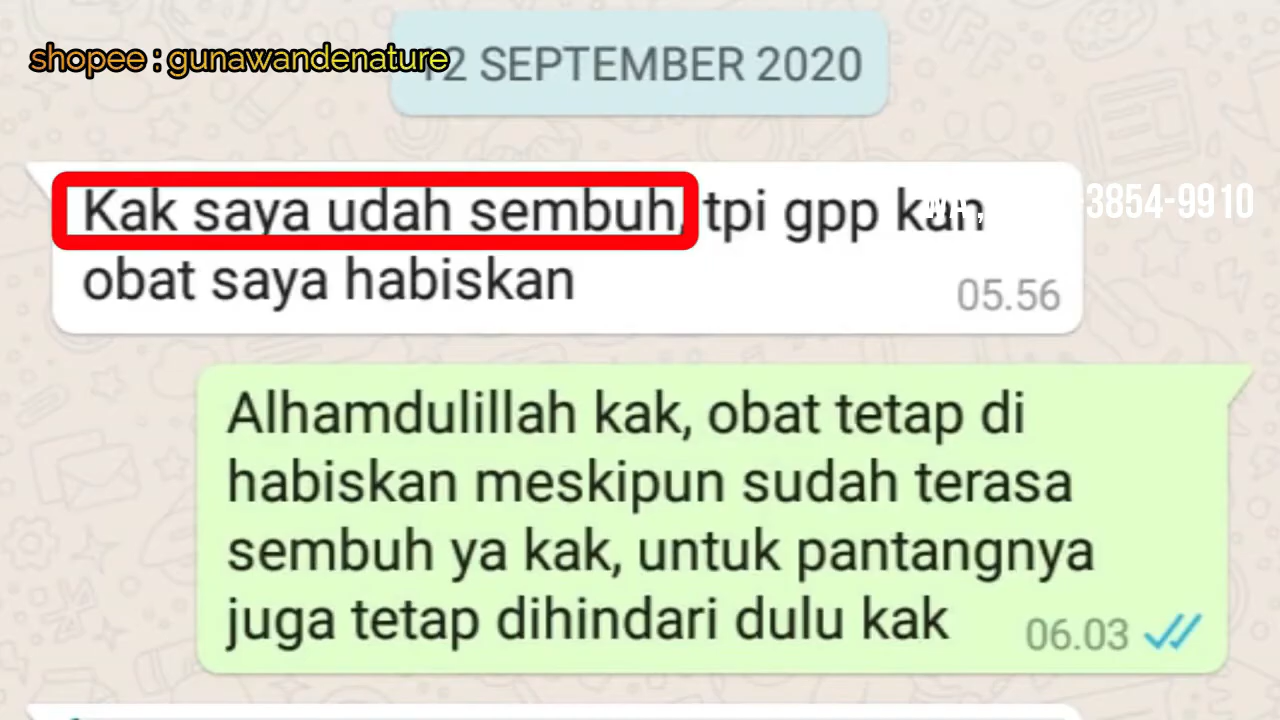 shopee : gunawandenature
12 SEPTEMBER 2020
Kak saya udah sembuh, tpi gpp kan
3854-9910
obat saya habiskan
05.56
Alhamdulillah kak, obat tetap di
habiskan meskipun sudah terasa
sembuh ya kak, untuk pantangnya
juga tetap dihindari dulu kak
06.03